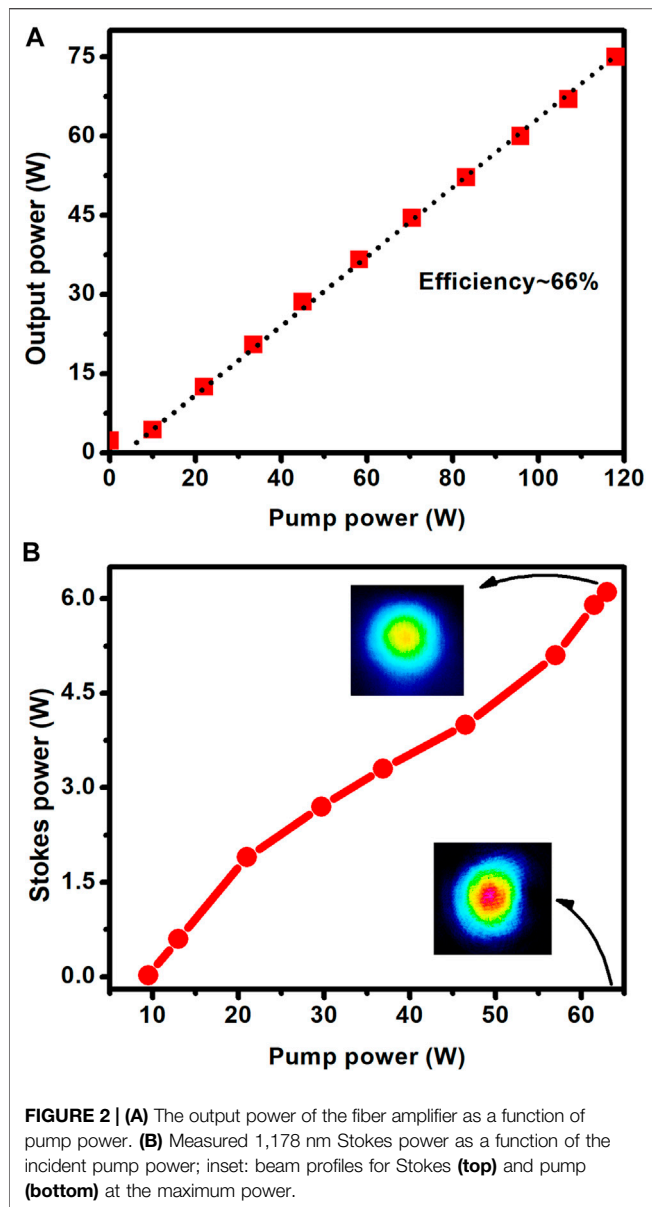 A
75
60
45
30
15
0
Output power (W)
Efficiency~66%
0 20 40 60 80 100 120
Pump power (W)
B
6.0
4.5
3.0
1.5
0.0
Stokes power (W)
10 20 30 40 50 60
Pump power (W)
FIGURE 2 | (A) The output power of the fiber amplifier as a function of
pump power. (B) Measured 1,178 nm Stokes power as a function of the
incident pump power; inset: beam profiles for Stokes (top) and pump
(bottom) at the maximum power.